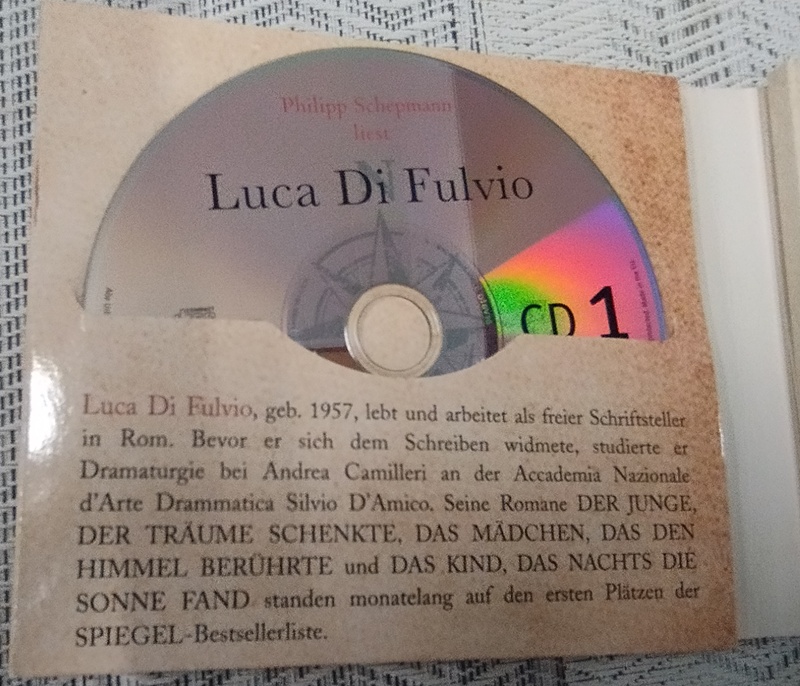 Philipp Schepmann
liest
Luca Di Fulvio
N
CD 1
Luca Di Fulvio, geb. 1957, lebt und arbeitet als freier Schriftsteller
in Rom. Bevor er sich dem Schreiben widmete, studierte er
Dramaturgie bei Andrea Camilleri an der Accademia Nazionale
d'Arte Drammatica Silvio D'Amico. Seine Romane DER JUNGE,
DER TRÄUME SCHENKTE, DAS MÄDCHEN, DAS DEN
HIMMEL BERÜHRTE und DAS KIND, DAS NACHTS DIE
SONNE FAND standen monatelang auf den ersten Plätzen der
SPIEGEL-Bestsellerliste.